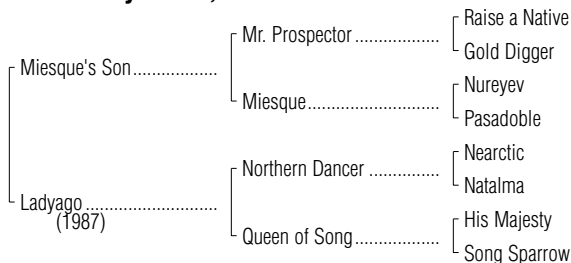 Raise a Native
Mr. Prospector ....................
Gold Digger
Miesque's Son ....................
Nureyev
Miesque ................................
Pasadoble
Nearctic
Northern Dancer .................
Natalma
Ladyago ................................
(1987)
His Majesty
Queen of Song ....................
Song Sparrow